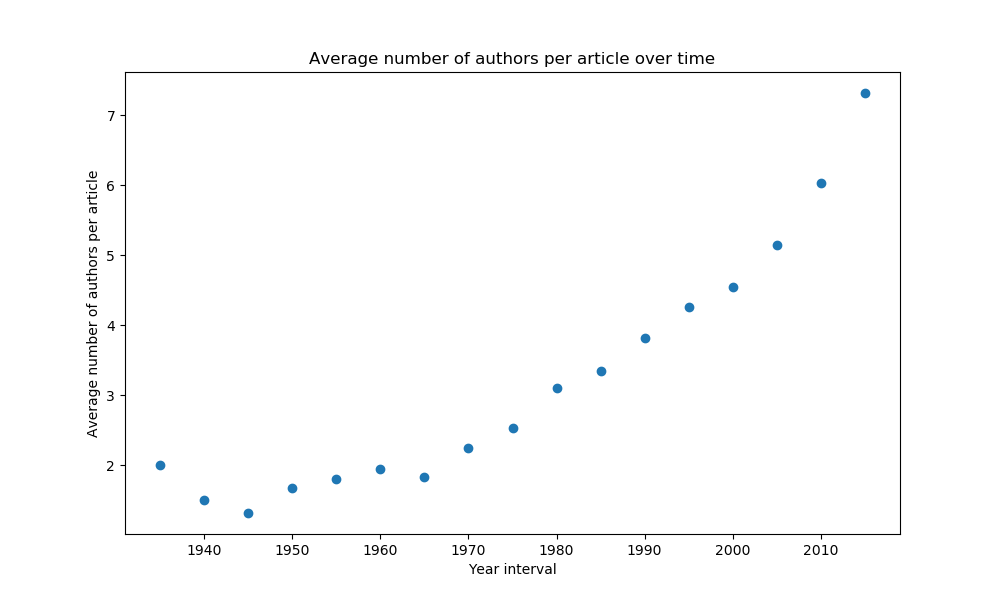 Average number of authors per article over time
Average number of authors per article
7
6
5
4
3
2
1940 1950 1960 1970 1980 1990 2000 2010
Year interval